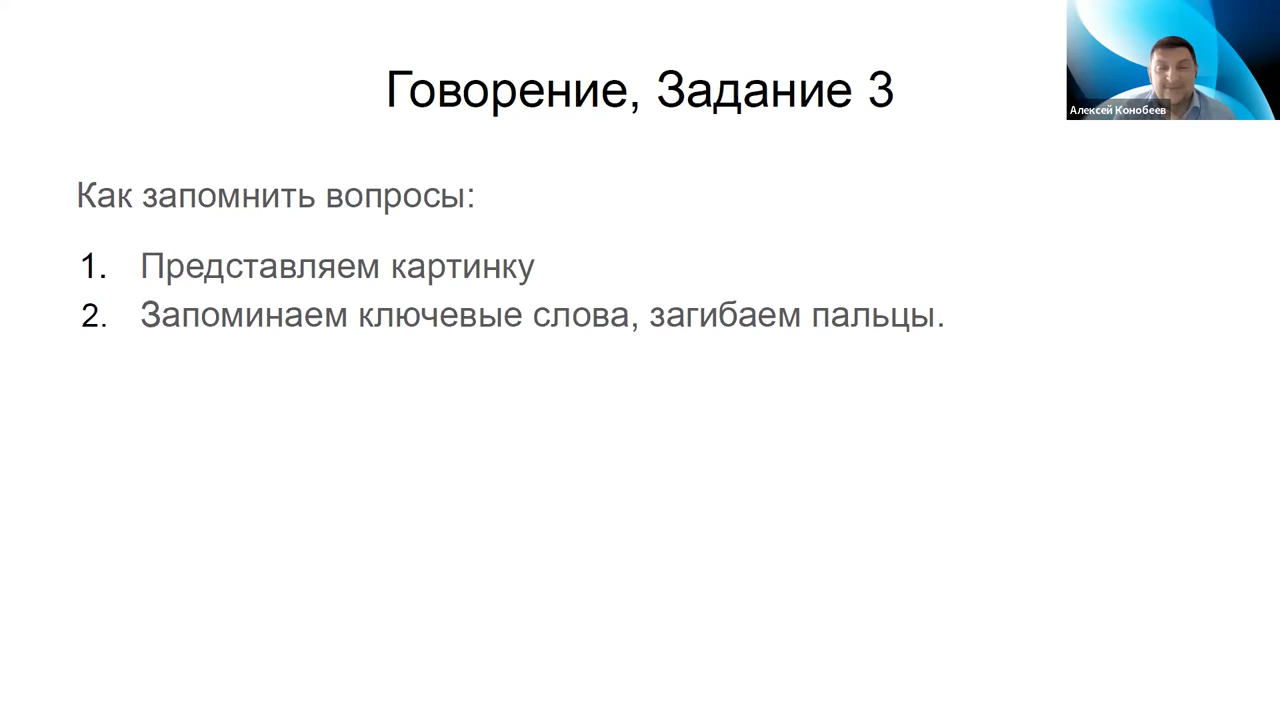 Говорение, Задание 3
Алексей Конобеев
Как запомнить вопросы:
1. Представляем картинку
2. Запоминаем ключевые слова, загибаем пальцы.